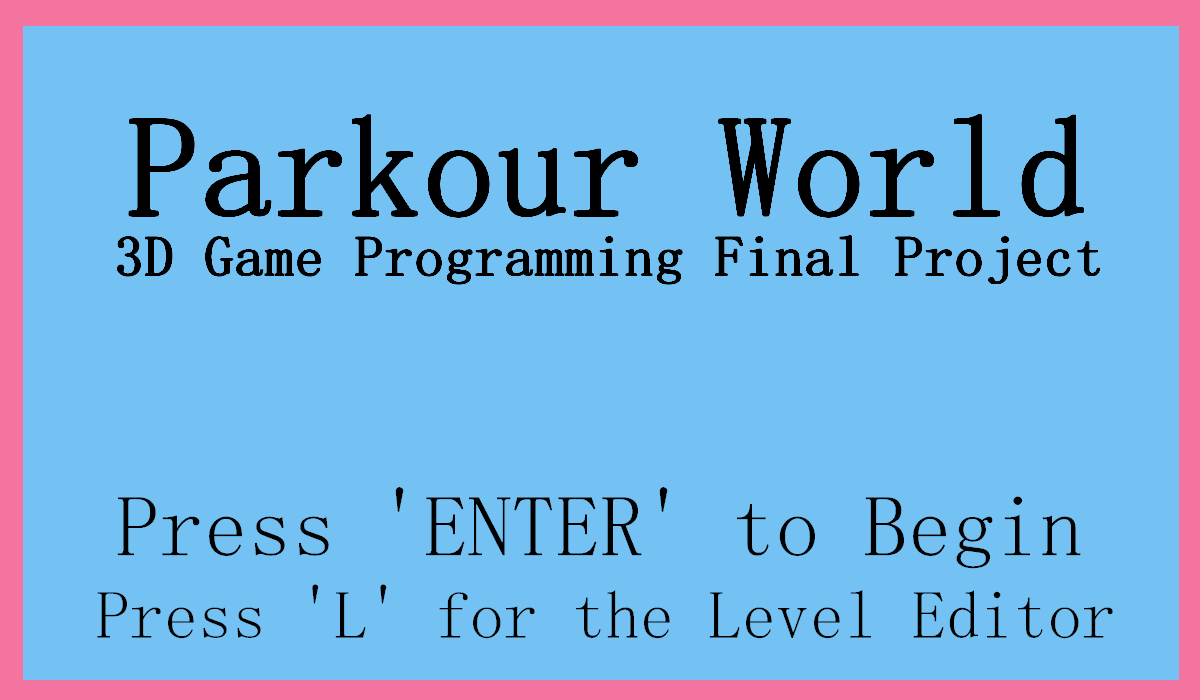 Parkour World
3D Game Programming Final Project
Press 'ENTER' to Begin
Press 'L' for the Level Editor